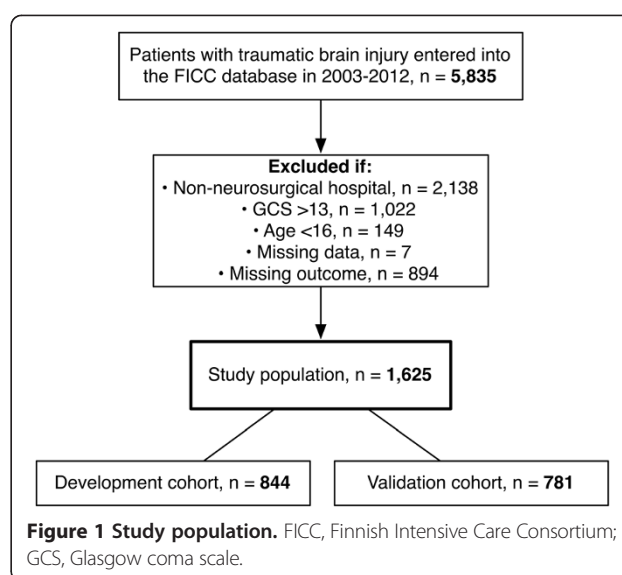 Patients with traumatic brain injury entered into
the FICC database in 2003-2012, n = 5,835
Excluded if:
• Non-neurosurgical hospital, n = 2,138
• GCS >13, n = 1,022
• Age <16, n = 149
• Missing data, n = 7
• Missing outcome, n = 894
Study population, n = 1,625
Development cohort, n = 844
Validation cohort, n = 781
Figure 1 Study population. FICC, Finnish Intensive Care Consortium;
GCS, Glasgow coma scale.